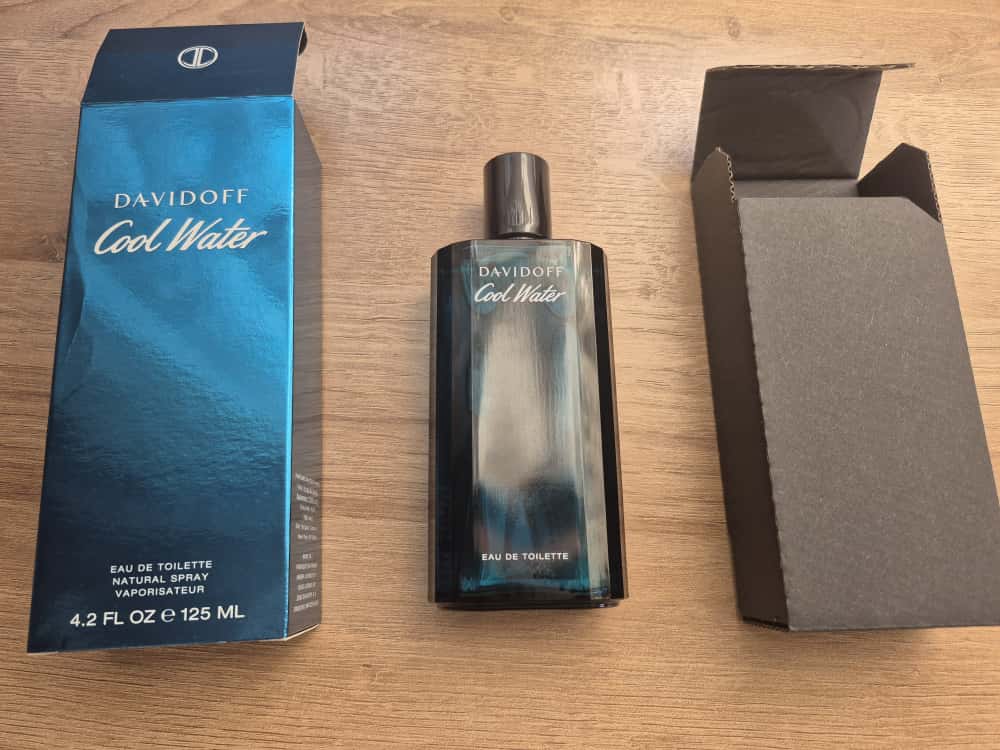 DAVIDOFF
Cool Water
EAU DE TOILETTE
NATURAL SPRAY
VAPORISATEUR
4.2 FL OZ e 125 ML
DAVIDOFF
Cool Water
EAU DE TOILETTE